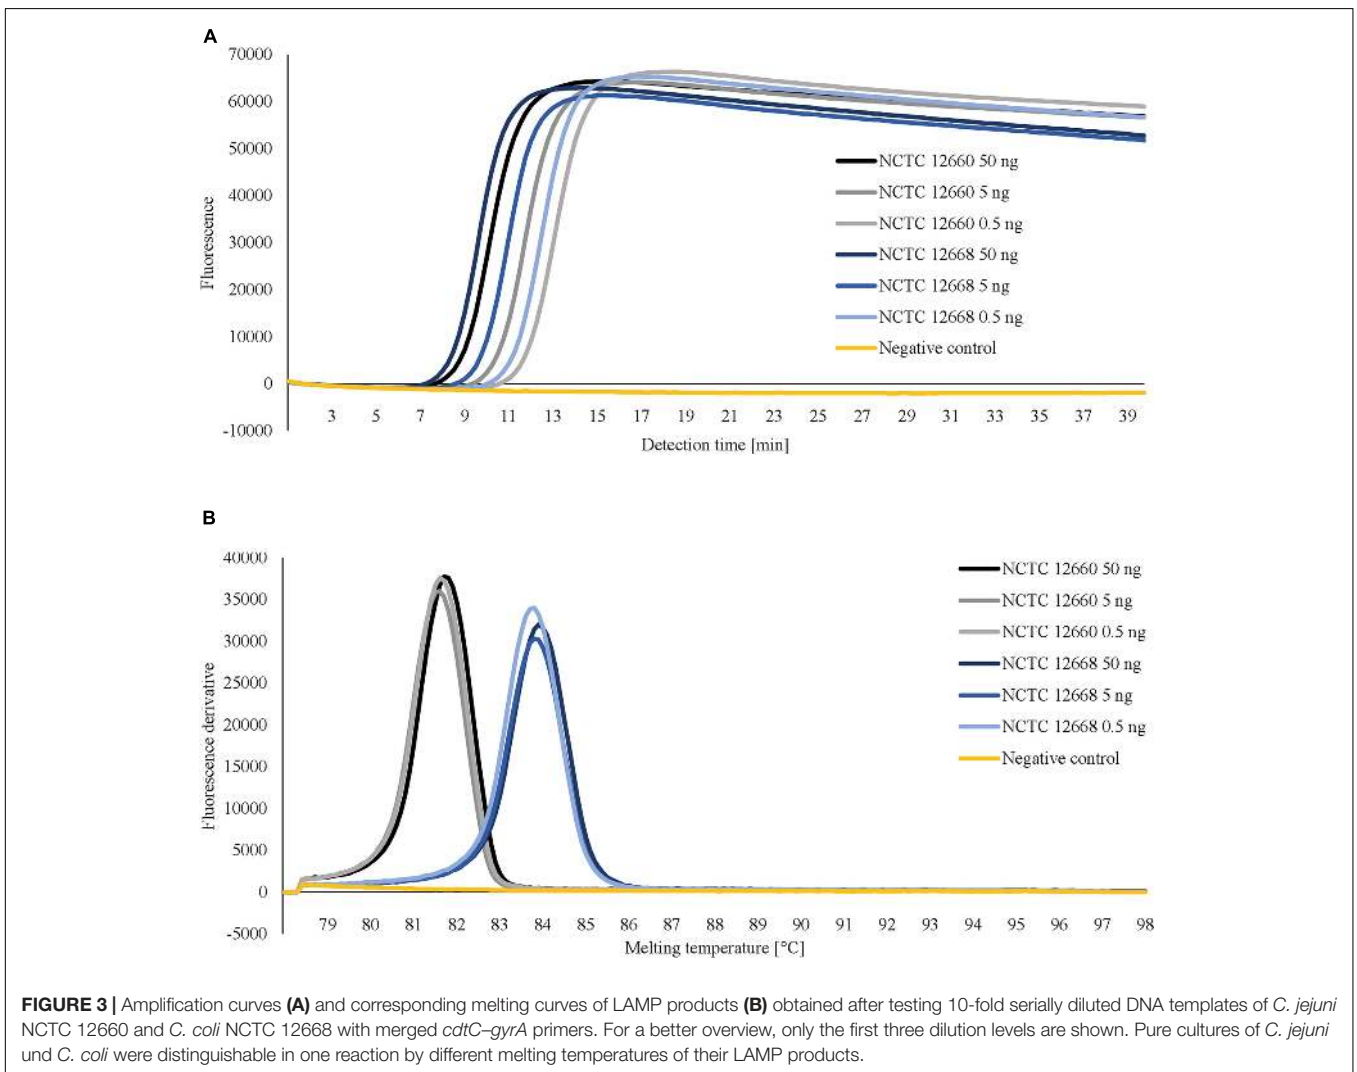 A
70000
60000
50000
40000
30000
20000
10000
0
-10000
Fluorescence
NCTC 12660 50 ng
NCTC 12660 5 ng
NCTC 12660 0.5 ng
NCTC 12668 50 ng
NCTC 12668 5 ng
NCTC 12668 0.5 ng
Negative control
3 5 7 9 11 13 15 17 19 21 23 25 27 29 31 33 35 37 39
Detection time [min]
B
40000
35000
30000
25000
20000
15000
10000
5000
0
-5000
Fluorescence derivative
NCTC 12660 50 ng
NCTC 12660 5 ng
NCTC 12660 0.5 ng
NCTC 12668 50 ng
NCTC 12668 5 ng
NCTC 12668 0.5 ng
Negative control
79 80 81 82 83 84 85 86 87 88 89 90 91 92 93 94 95 96 97 98
Melting temperature [°C]
FIGURE 3 | Amplification curves (A) and corresponding melting curves of LAMP products (B) obtained after testing 10-fold serially diluted DNA templates of C. jejuni
NCTC 12660 and C. coli NCTC 12668 with merged cdtC–gyrA primers. For a better overview, only the first three dilution levels are shown. Pure cultures of C. jejuni
und C. coli were distinguishable in one reaction by different melting temperatures of their LAMP products.